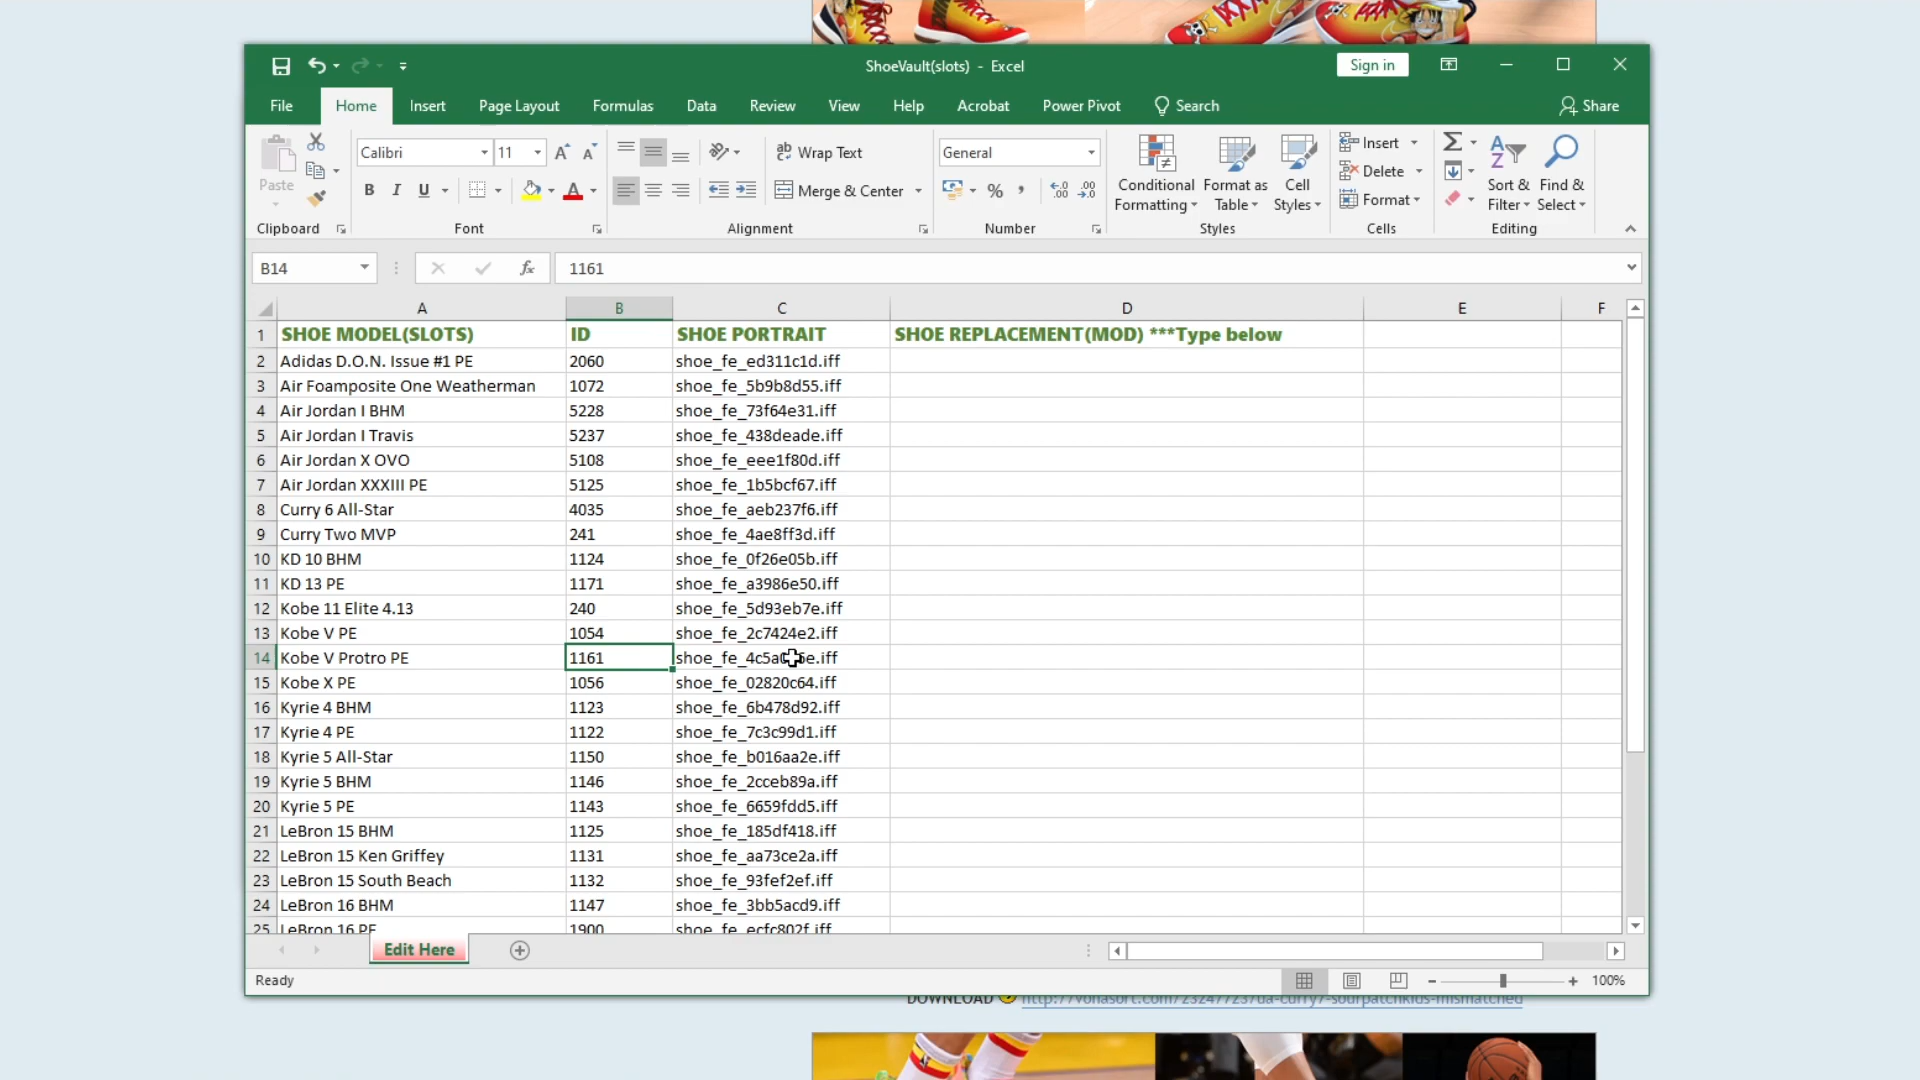 ShoeVault(slots) - Excel
Sign in
File Home Insert Page Layout Formulas Data Review View Help Acrobat Power Pivot Search Share
Paste
Calibri 11
B I U A
Wrap Text
Merge & Center
General
Conditional Formatting
Format as Table
Cell Styles
Insert
Delete
Format
Sort & Filter
Find & Select
Clipboard Font Alignment Number Styles Cells Editing
B14 fx 1161
A B C D E F
1 SHOE MODEL(SLOTS) ID SHOE PORTRAIT SHOE REPLACEMENT(MOD) ***Type below
2 Adidas D.O.N. Issue #1 PE 2060 shoe_fe_ed311c1d.iff
3 Air Foamposite One Weatherman 1072 shoe_fe_5b9b8d55.iff
4 Air Jordan I BHM 5228 shoe_fe_73f64e31.iff
5 Air Jordan I Travis 5237 shoe_fe_438deade.iff
6 Air Jordan X OVO 5108 shoe_fe_eee1f80d.iff
7 Air Jordan XXXIII PE 5125 shoe_fe_1b5bcf67.iff
8 Curry 6 All-Star 4035 shoe_fe_aeb237f6.iff
9 Curry Two MVP 241 shoe_fe_4ae8ff3d.iff
10 KD 10 BHM 1124 shoe_fe_0f26e05b.iff
11 KD 13 PE 1171 shoe_fe_a3986e50.iff
12 Kobe 11 Elite 4.13 240 shoe_fe_5d93eb7e.iff
13 Kobe V PE 1054 shoe_fe_2c7424e2.iff
14 Kobe V Protro PE 1161
15 Kobe X PE 1056 shoe_fe_02820c64.iff
16 Kyrie 4 BHM 1123 shoe_fe_6b478d92.iff
17 Kyrie 4 PE 1122 shoe_fe_7c3c99d1.iff
18 Kyrie 5 All-Star 1150 shoe_fe_b016aa2e.iff
19 Kyrie 5 BHM 1146 shoe_fe_2cceb89a.iff
20 Kyrie 5 PE 1143 shoe_fe_6659fdd5.iff
21 LeBron 15 BHM 1125 shoe_fe_185df418.iff
22 LeBron 15 Ken Griffey 1131 shoe_fe_aa73ce2a.iff
23 LeBron 15 South Beach 1132 shoe_fe_93fef2ef.iff
24 LeBron 16 BHM 1147 shoe_fe_3bb5acd9.iff
25 LeBron 16 PE 1900 shoe_fe_ecfc802f.iff
Edit Here
Ready 100%
DOWNLOAD